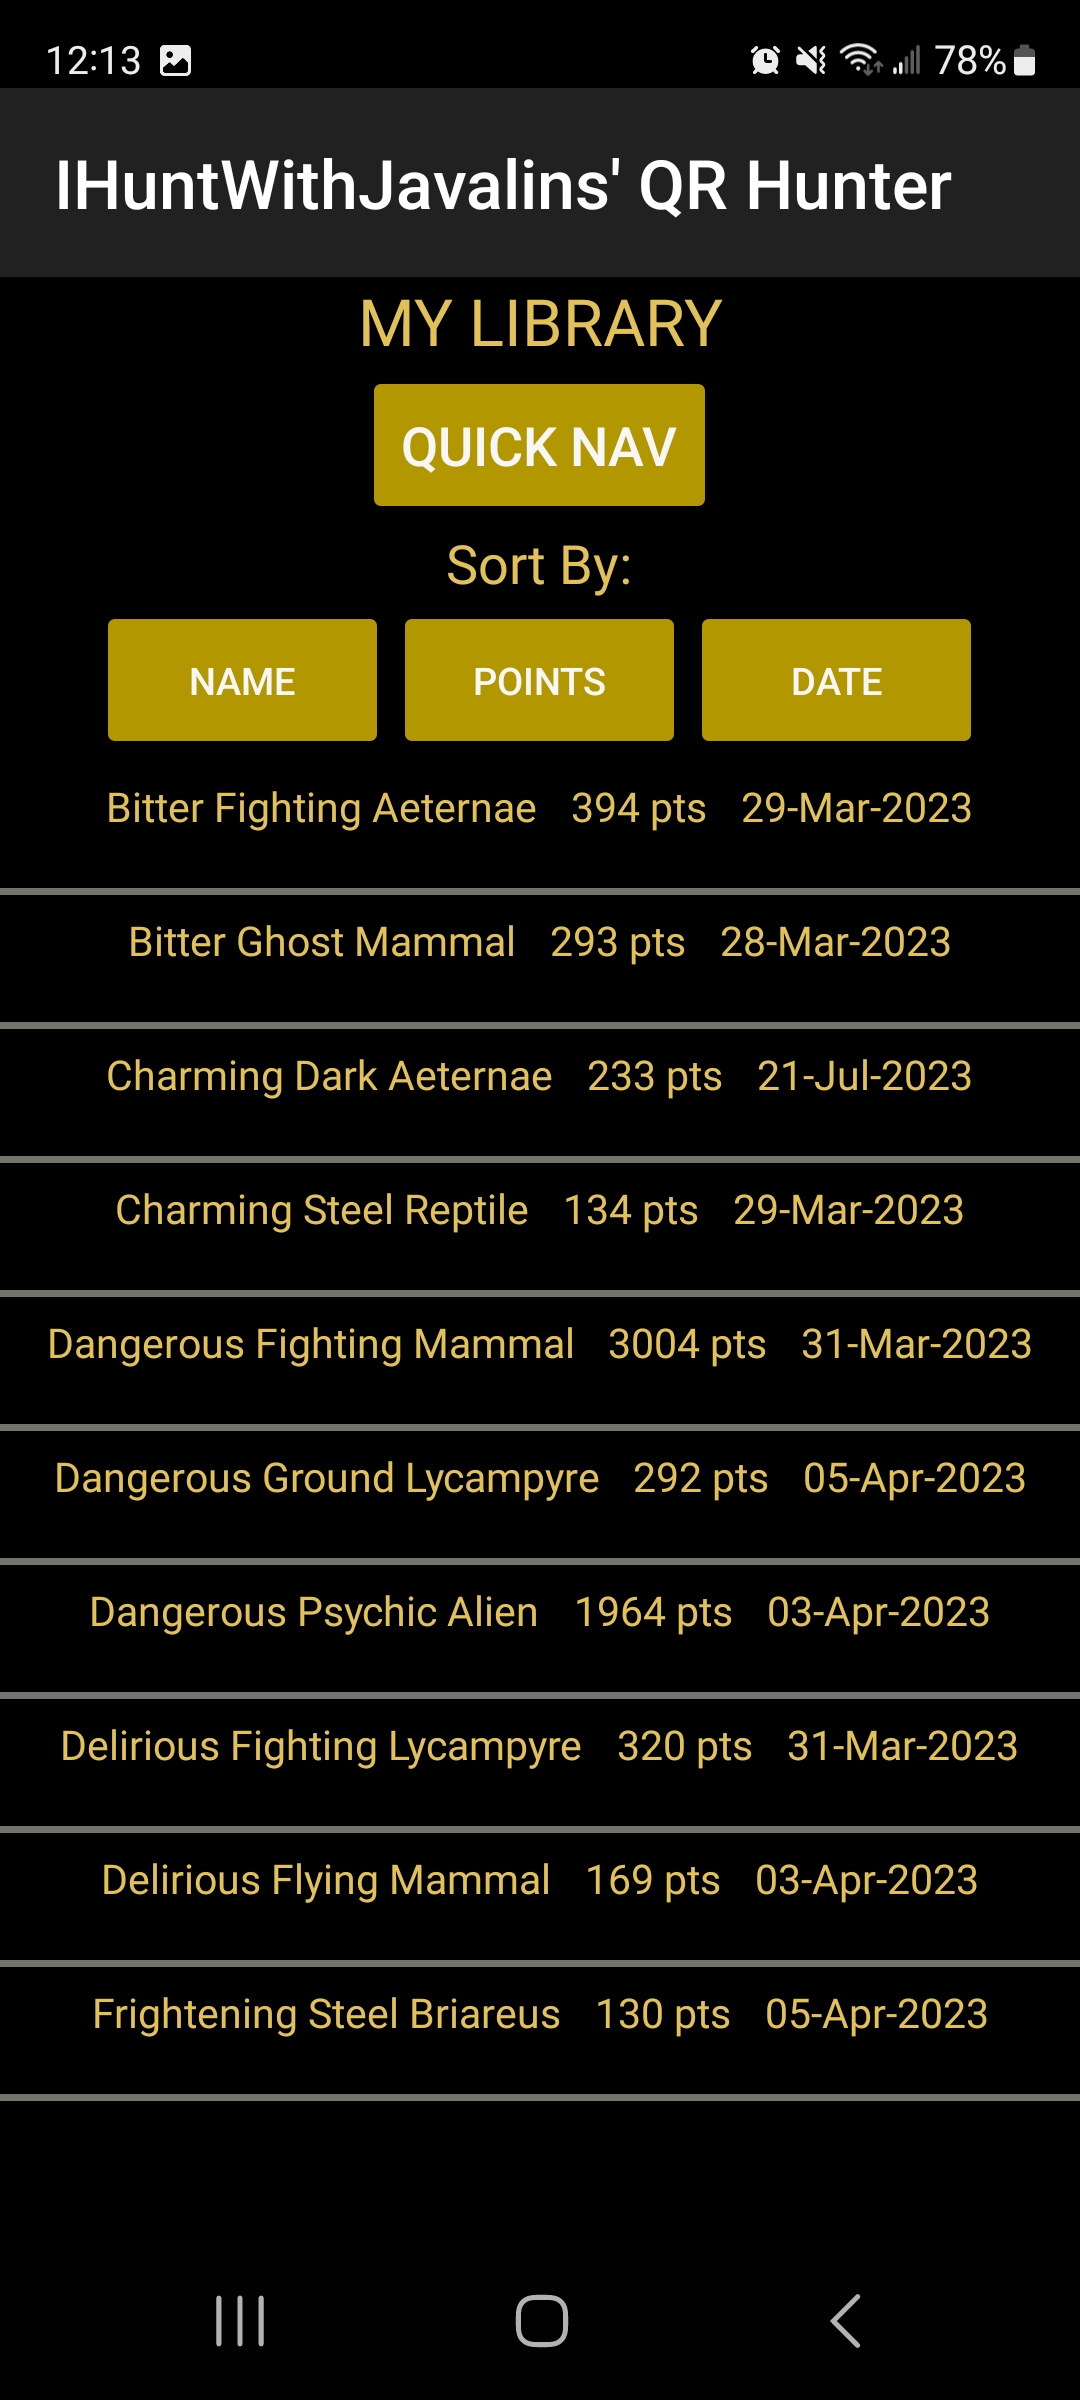 12:13 78%
IHuntWithJavalins' QR Hunter
MY LIBRARY
QUICK NAV
Sort By:
NAME POINTS DATE
Bitter Fighting Aeternae 394 pts 29-Mar-2023
Bitter Ghost Mammal 293 pts 28-Mar-2023
Charming Dark Aeternae 233 pts 21-Jul-2023
Charming Steel Reptile 134 pts 29-Mar-2023
Dangerous Fighting Mammal 3004 pts 31-Mar-2023
Dangerous Ground Lycampyre 292 pts 05-Apr-2023
Dangerous Psychic Alien 1964 pts 03-Apr-2023
Delirious Fighting Lycampyre 320 pts 31-Mar-2023
Delirious Flying Mammal 169 pts 03-Apr-2023
Frightening Steel Briareus 130 pts 05-Apr-2023